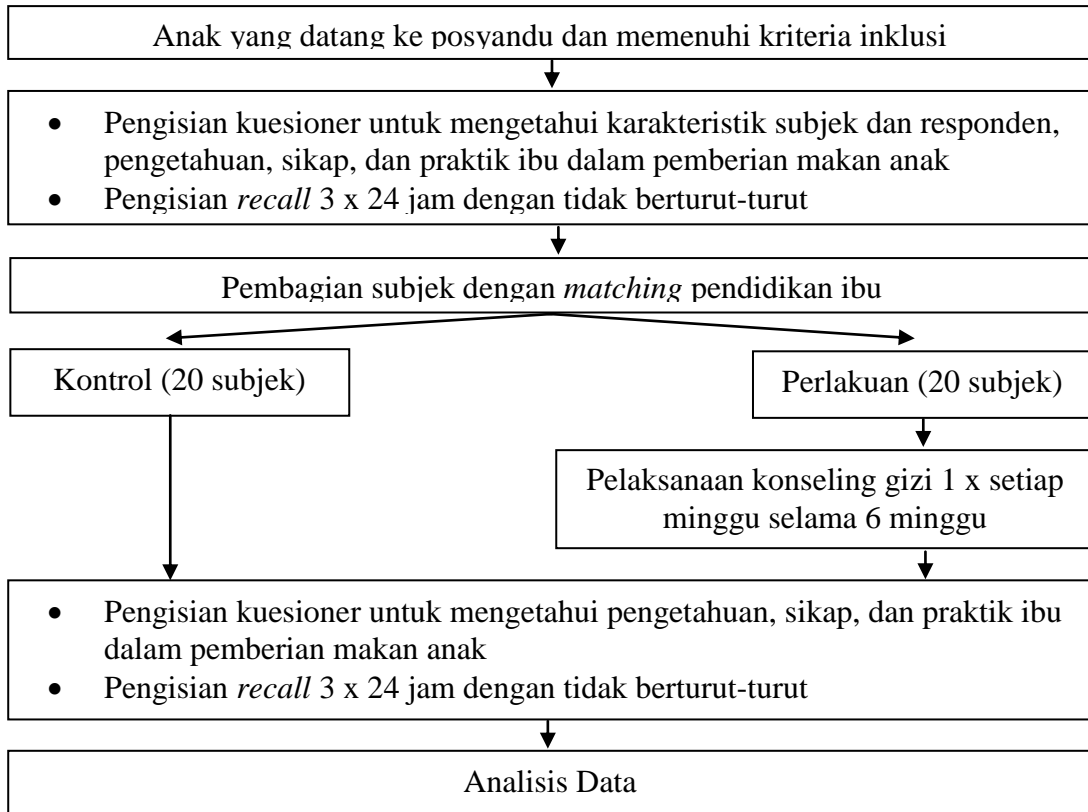 Anak yang datang ke posyandu dan memenuhi kriteria inklusi
• Pengisian kuesioner untuk mengetahui karakteristik subjek dan responden,
pengetahuan, sikap, dan praktik ibu dalam pemberian makan anak
• Pengisian recall 3 x 24 jam dengan tidak berturut-turut
Pembagian subjek dengan matching pendidikan ibu
Kontrol (20 subjek)
Perlakuan (20 subjek)
Pelaksanaan konseling gizi 1 x setiap
minggu selama 6 minggu
• Pengisian kuesioner untuk mengetahui pengetahuan, sikap, dan praktik ibu
dalam pemberian makan anak
• Pengisian recall 3 x 24 jam dengan tidak berturut-turut
Analisis Data